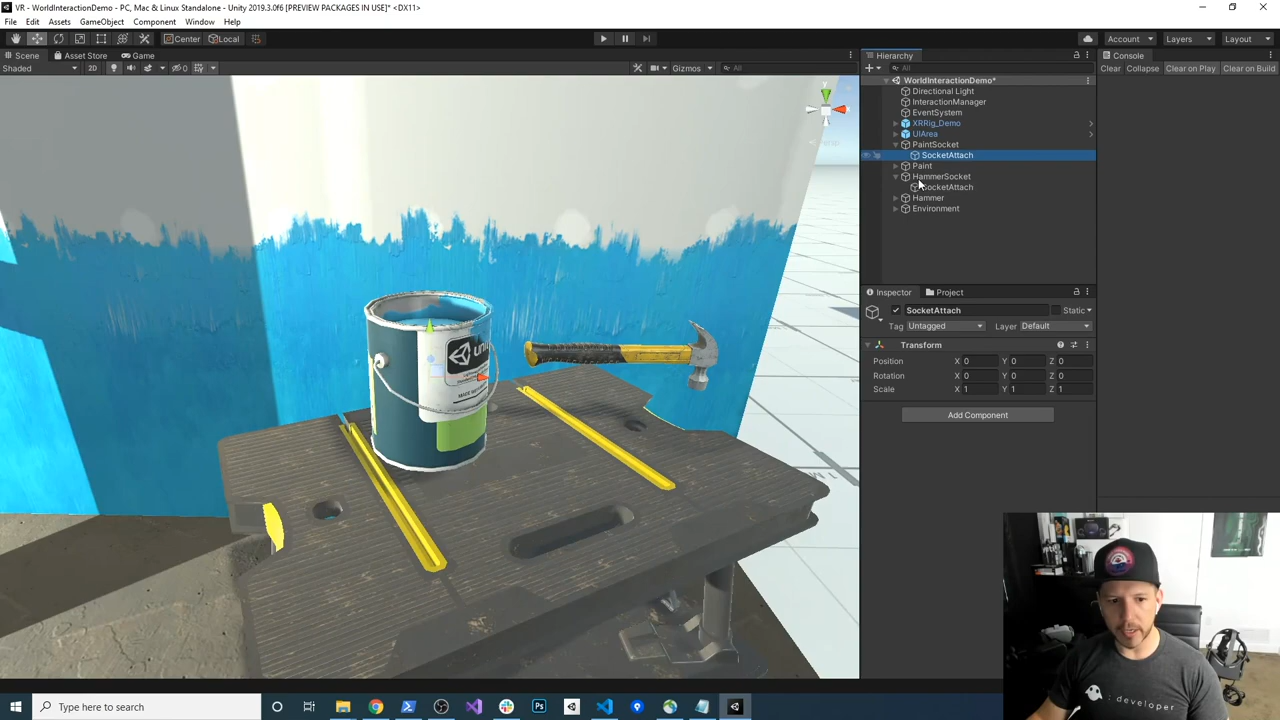 VR - WorldInteractionDemo - PC, Mac & Linux Standalone - Unity 2019.3.0f6 [PREVIEW PACKAGES IN USE]* <DX11>
File Edit Assets GameObject Component Window Help
Center Local Account Layers Layout
Scene Asset Store Game Hierarchy Console
Shaded 2D 0 Gizmos All All Clear Collapse Clear on Play Clear on Build
WorldInteractionDemo*
Directional Light
InteractionManager
EventSystem
XRRig_Demo
UIArea
PaintSocket
SocketAttach
Paint
HammerSocket
SocketAttach
Hammer
Environment
Inspector Project
SocketAttach Static
Tag Untagged Layer Default
Transform
Position X 0 Y 0 Z 0
Rotation X 0 Y 0 Z 0
Scale X 1 Y 1 Z 1
Add Component
: developer
Type here to search